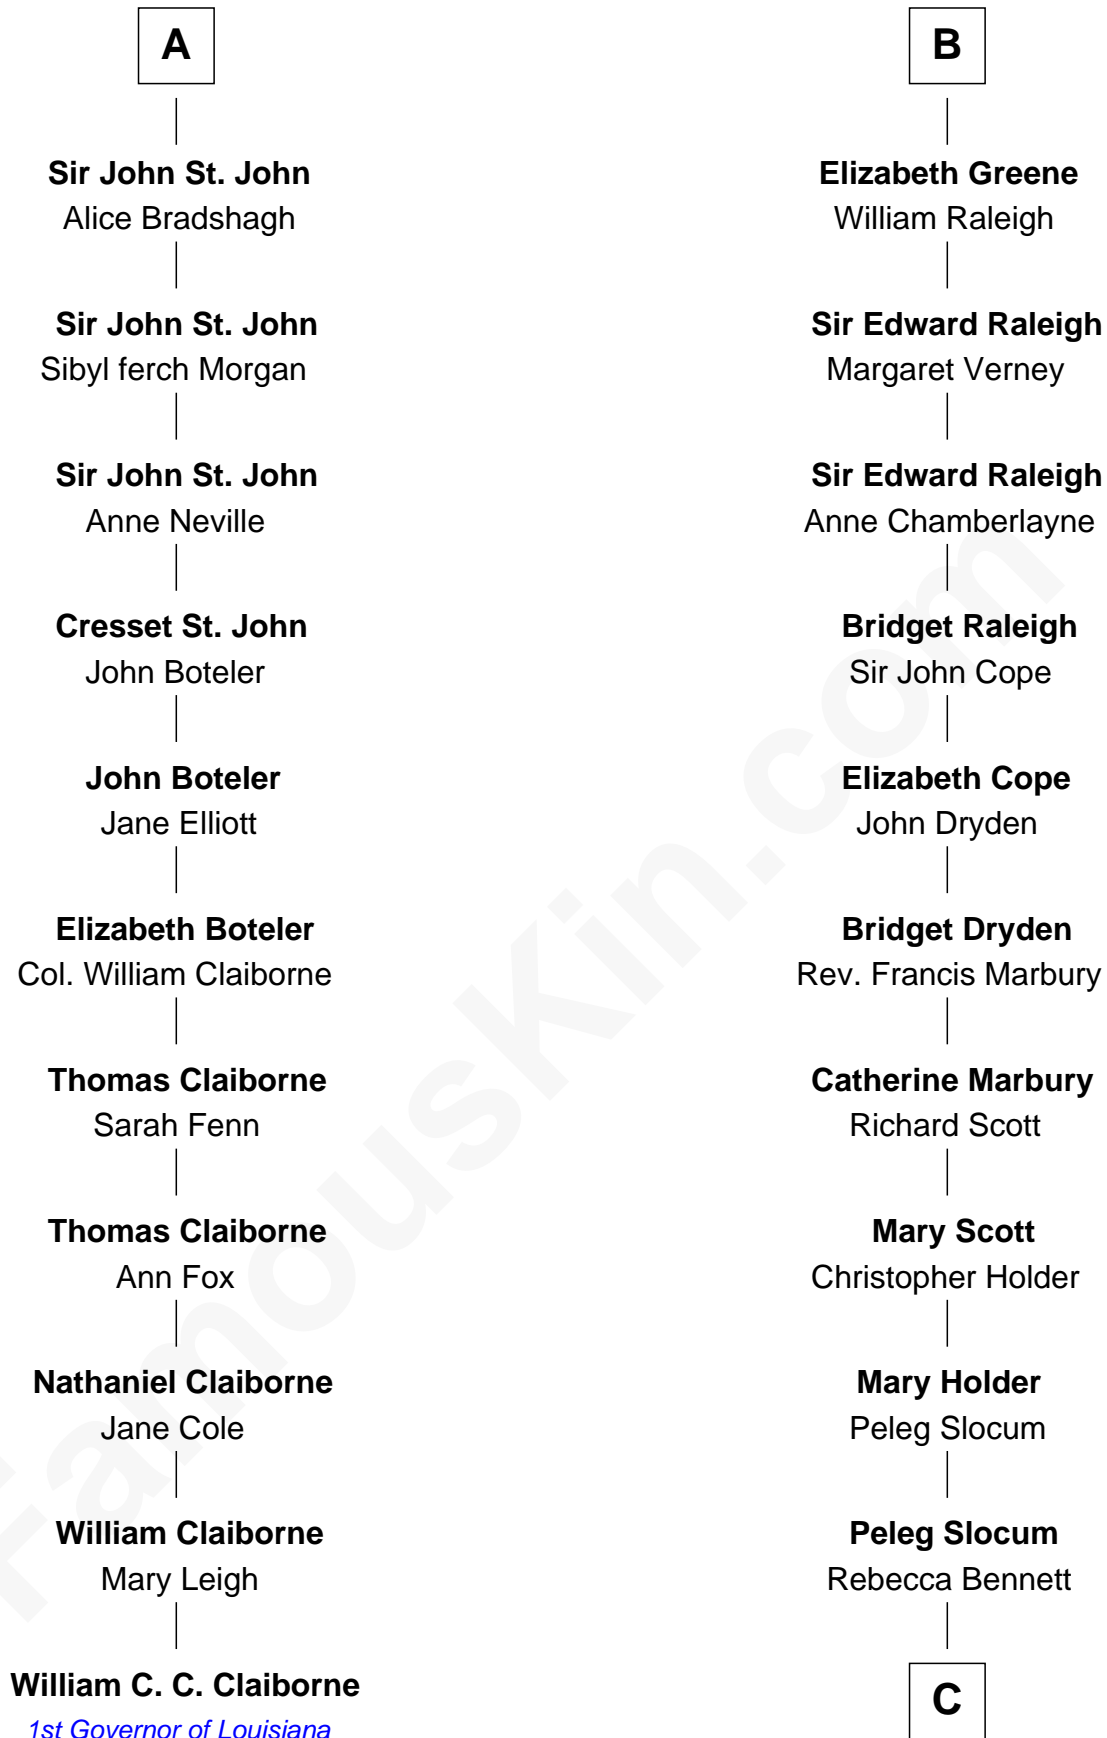 A
Sir John St. John
Alice Bradshagh
Sir John St. John
Sibyl ferch Morgan
Sir John St. John
Anne Neville
Cresset St. John
John Boteler
John Boteler
Jane Elliott
Elizabeth Boteler
Col. William Claiborne
Thomas Claiborne
Sarah Fenn
Thomas Claiborne
Ann Fox
Nathaniel Claiborne
Jane Cole
William Claiborne
Mary Leigh
William C. C. Claiborne
1st Governor of Louisiana
B
Elizabeth Greene
William Raleigh
Sir Edward Raleigh
Margaret Verney
Sir Edward Raleigh
Anne Chamberlayne
Bridget Raleigh
Sir John Cope
Elizabeth Cope
John Dryden
Bridget Dryden
Rev. Francis Marbury
Catherine Marbury
Richard Scott
Mary Scott
Christopher Holder
Mary Holder
Peleg Slocum
Peleg Slocum
Rebecca Bennett
C
FamousKin.com